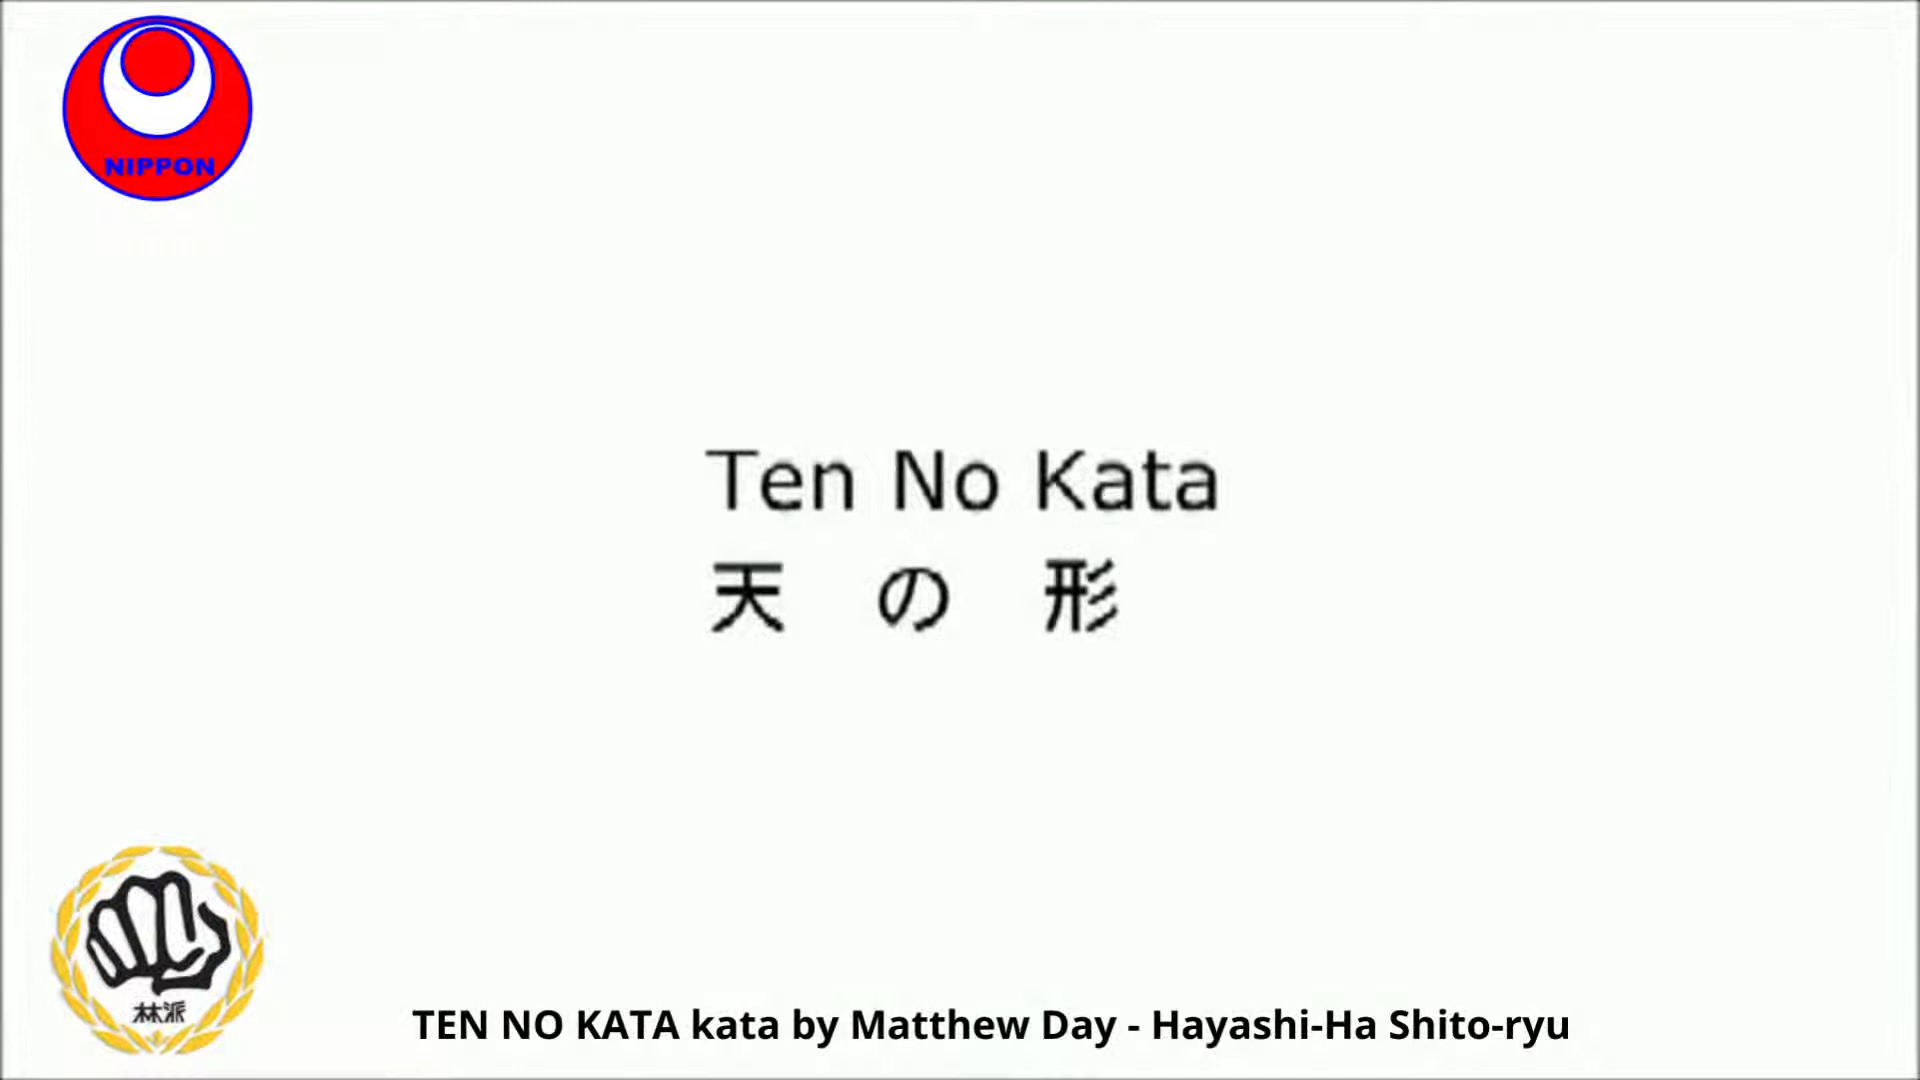 NIPPON
Ten No Kata
天 の 形
林派
TEN NO KATA kata by Matthew Day - Hayashi-Ha Shito-ryu